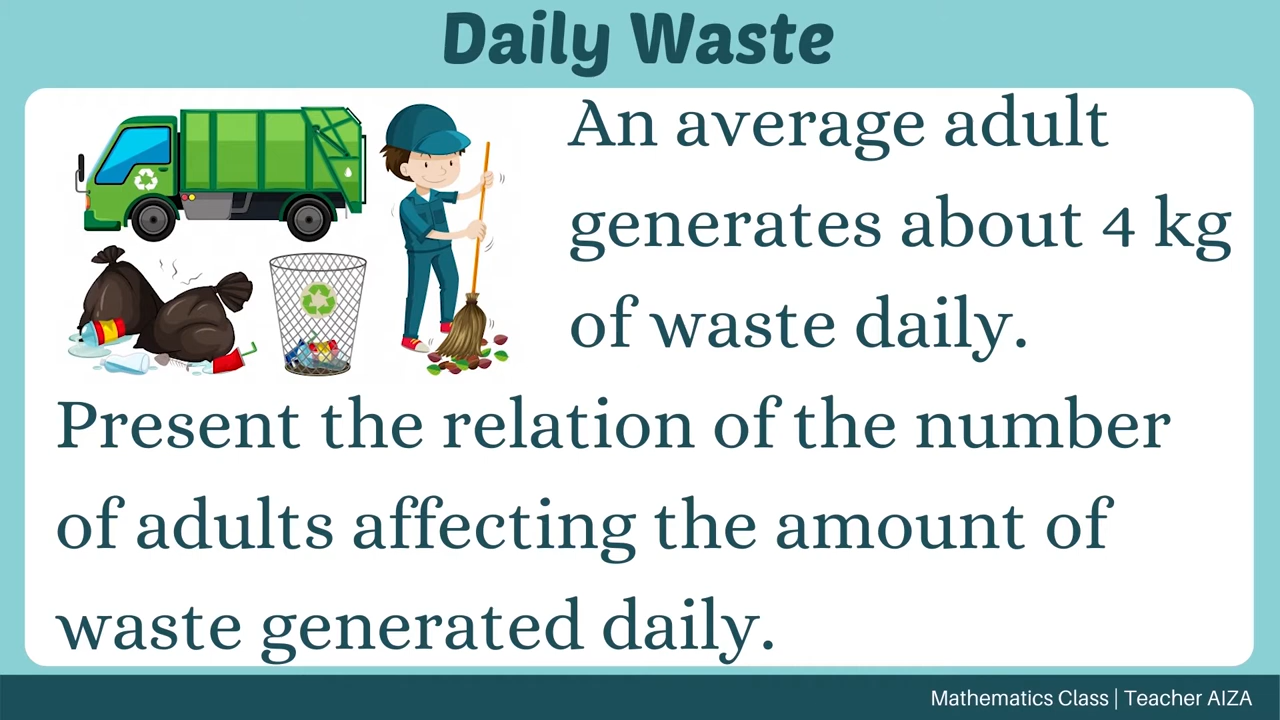 Daily Waste
An average adult
generates about 4 kg
of waste daily.
Present the relation of the number
of adults affecting the amount of
waste generated daily.
Mathematics Class | Teacher AIZA